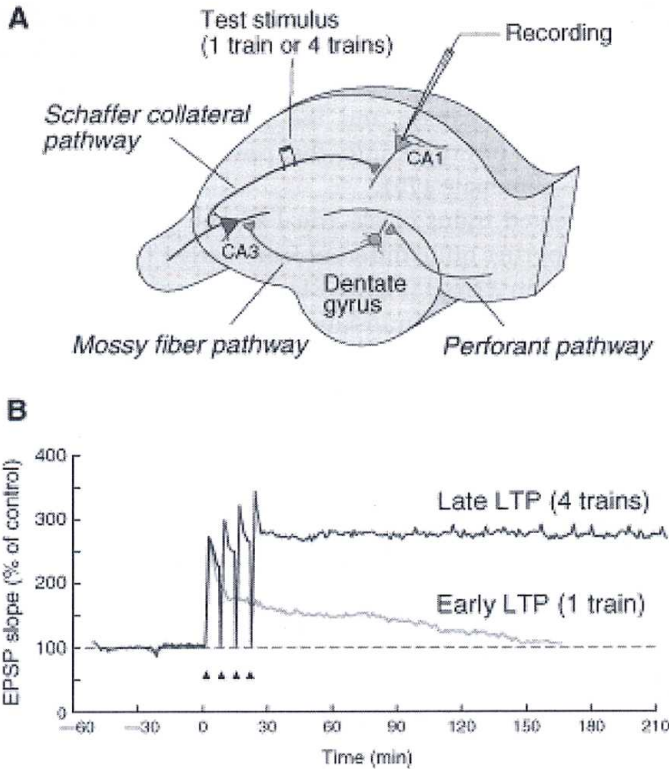 A
Test stimulus
(1 train or 4 trains)
Recording
Schaffer collateral
pathway
CA1
CA3
Dentate
gyrus
Mossy fiber pathway
Perforant pathway
B
EPSP slope (% of control)
400
300
200
100
0
Late LTP (4 trains)
Early LTP (1 train)
−60
−30
0
30
60
90
120
150
180
210
Time (min)